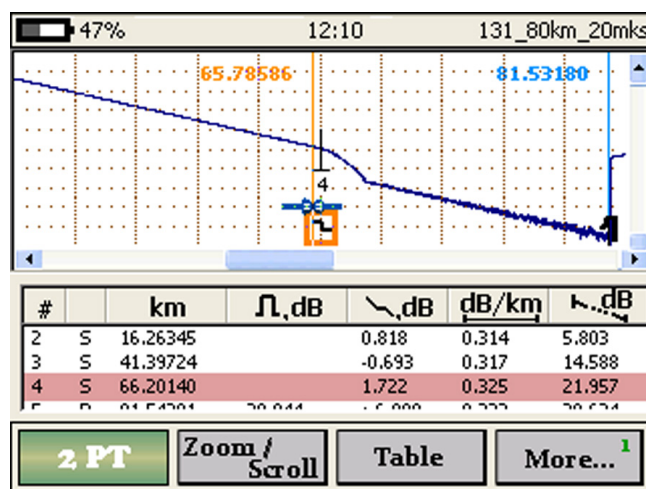 47% 12:10 131_80km_20mks
65.78586 81.53180
4
# km ,dB ,dB dB/km dB
2 S 16.26345 0.818 0.314 5.803
3 S 41.39724 -0.693 0.317 14.588
4 S 66.20140 1.722 0.325 21.957
2 PT Zoom / Scroll Table More... 1